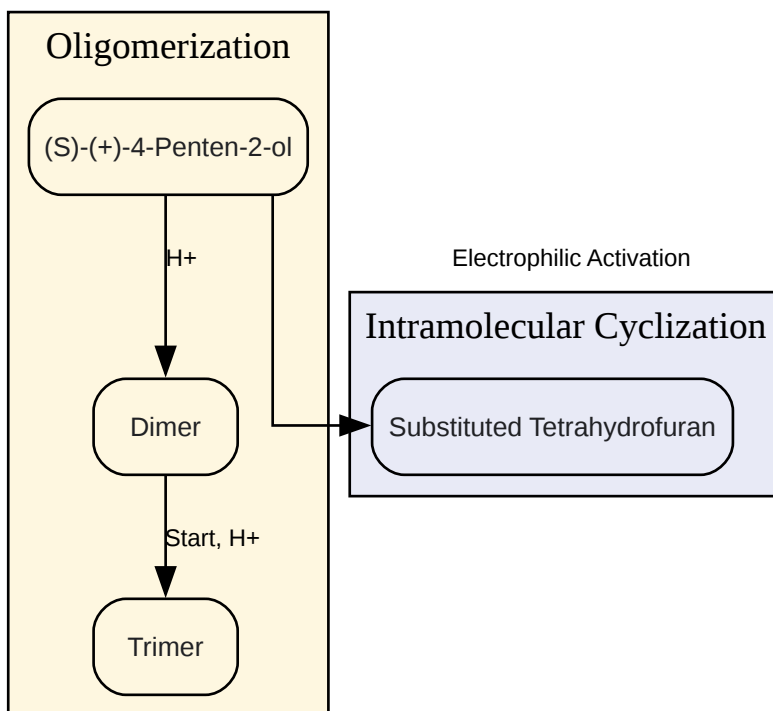 Oligomerization
(S)-(+)-4-Penten-2-ol
H+
Electrophilic Activation
Intramolecular Cyclization
Dimer
Substituted Tetrahydrofuran
Start, H+
Trimer